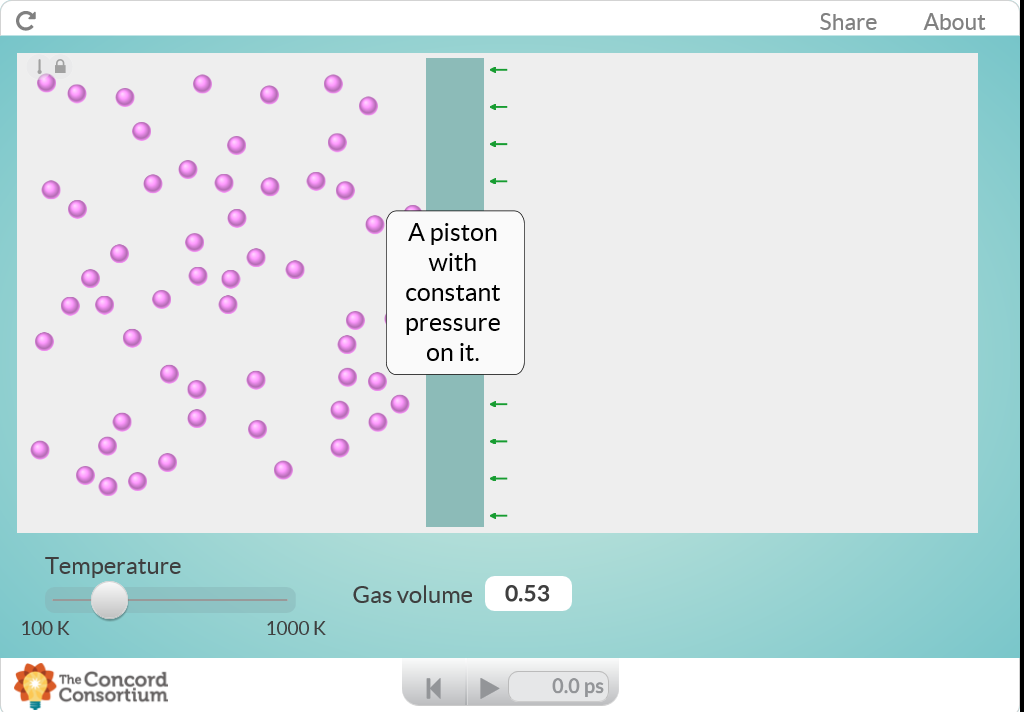 Share About
A piston
with
constant
pressure
on it.
Temperature
100 K 1000 K
Gas volume 0.53
The Concord
Consortium
0.0 ps